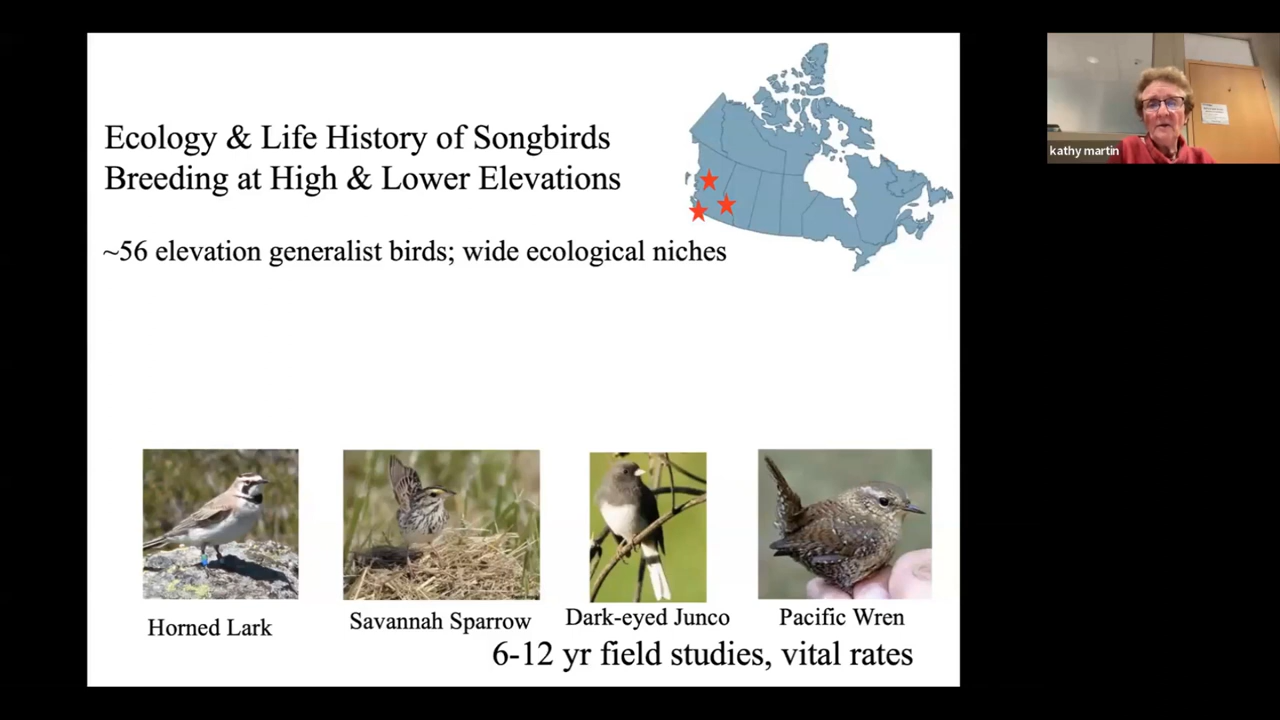 Ecology & Life History of Songbirds
Breeding at High & Lower Elevations
~56 elevation generalist birds; wide ecological niches
kathy martin
Horned Lark
Savannah Sparrow
Dark-eyed Junco
Pacific Wren
6-12 yr field studies, vital rates